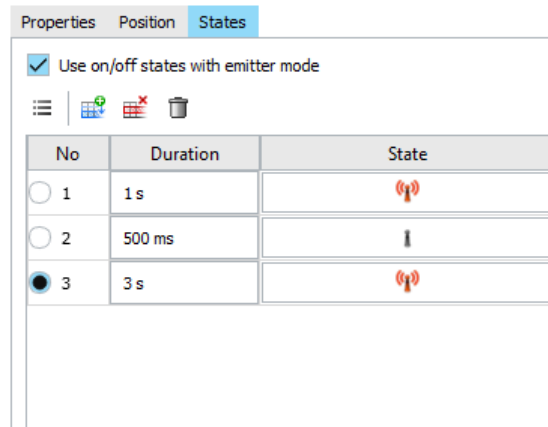 Properties Position States
Use on/off states with emitter mode
No Duration State
1 1 s
2 500 ms
3 3 s